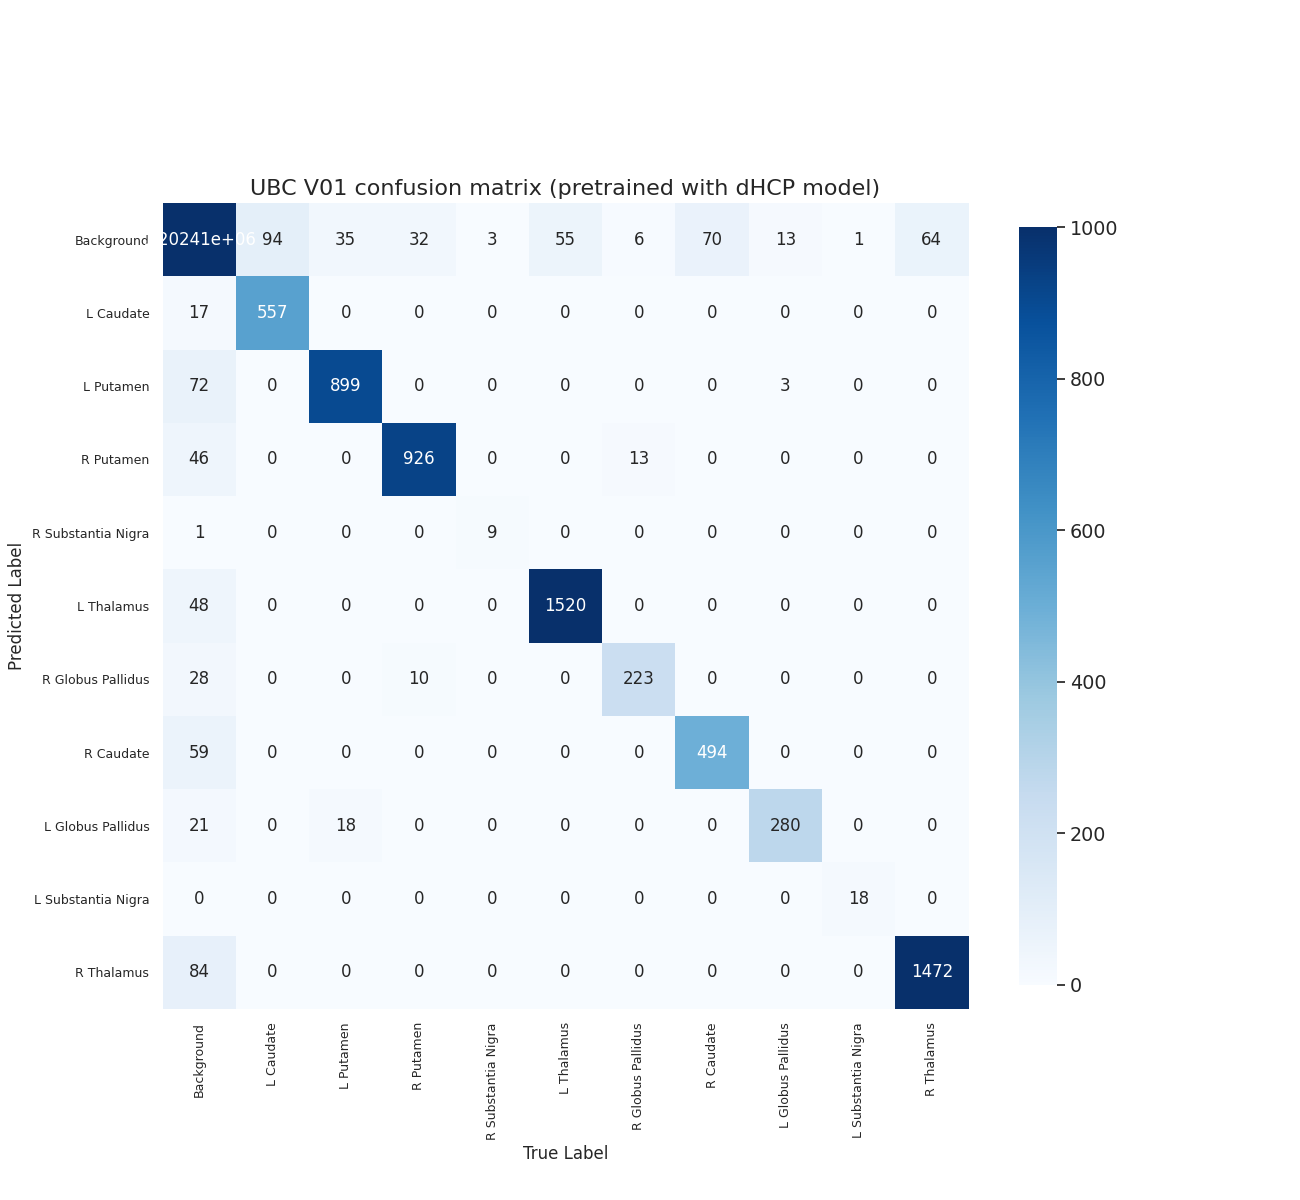 UBC V01 confusion matrix (pretrained with dHCP model)
Background 20241e+06 94 35 32 3 55 6 70 13 1 64
L Caudate 17 557 0 0 0 0 0 0 0 0 0
L Putamen 72 0 899 0 0 0 0 0 3 0 0
R Putamen 46 0 0 926 0 0 13 0 0 0 0
R Substantia Nigra 1 0 0 0 9 0 0 0 0 0 0
L Thalamus 48 0 0 0 0 1520 0 0 0 0 0
R Globus Pallidus 28 0 0 10 0 0 223 0 0 0 0
R Caudate 59 0 0 0 0 0 0 494 0 0 0
L Globus Pallidus 21 0 18 0 0 0 0 0 280 0 0
L Substantia Nigra 0 0 0 0 0 0 0 0 0 18 0
R Thalamus 84 0 0 0 0 0 0 0 0 0 1472
Background
L Caudate
L Putamen
R Putamen
R Substantia Nigra
L Thalamus
R Globus Pallidus
R Caudate
L Globus Pallidus
L Substantia Nigra
R Thalamus
True Label
Predicted Label
1000
800
600
400
200
0